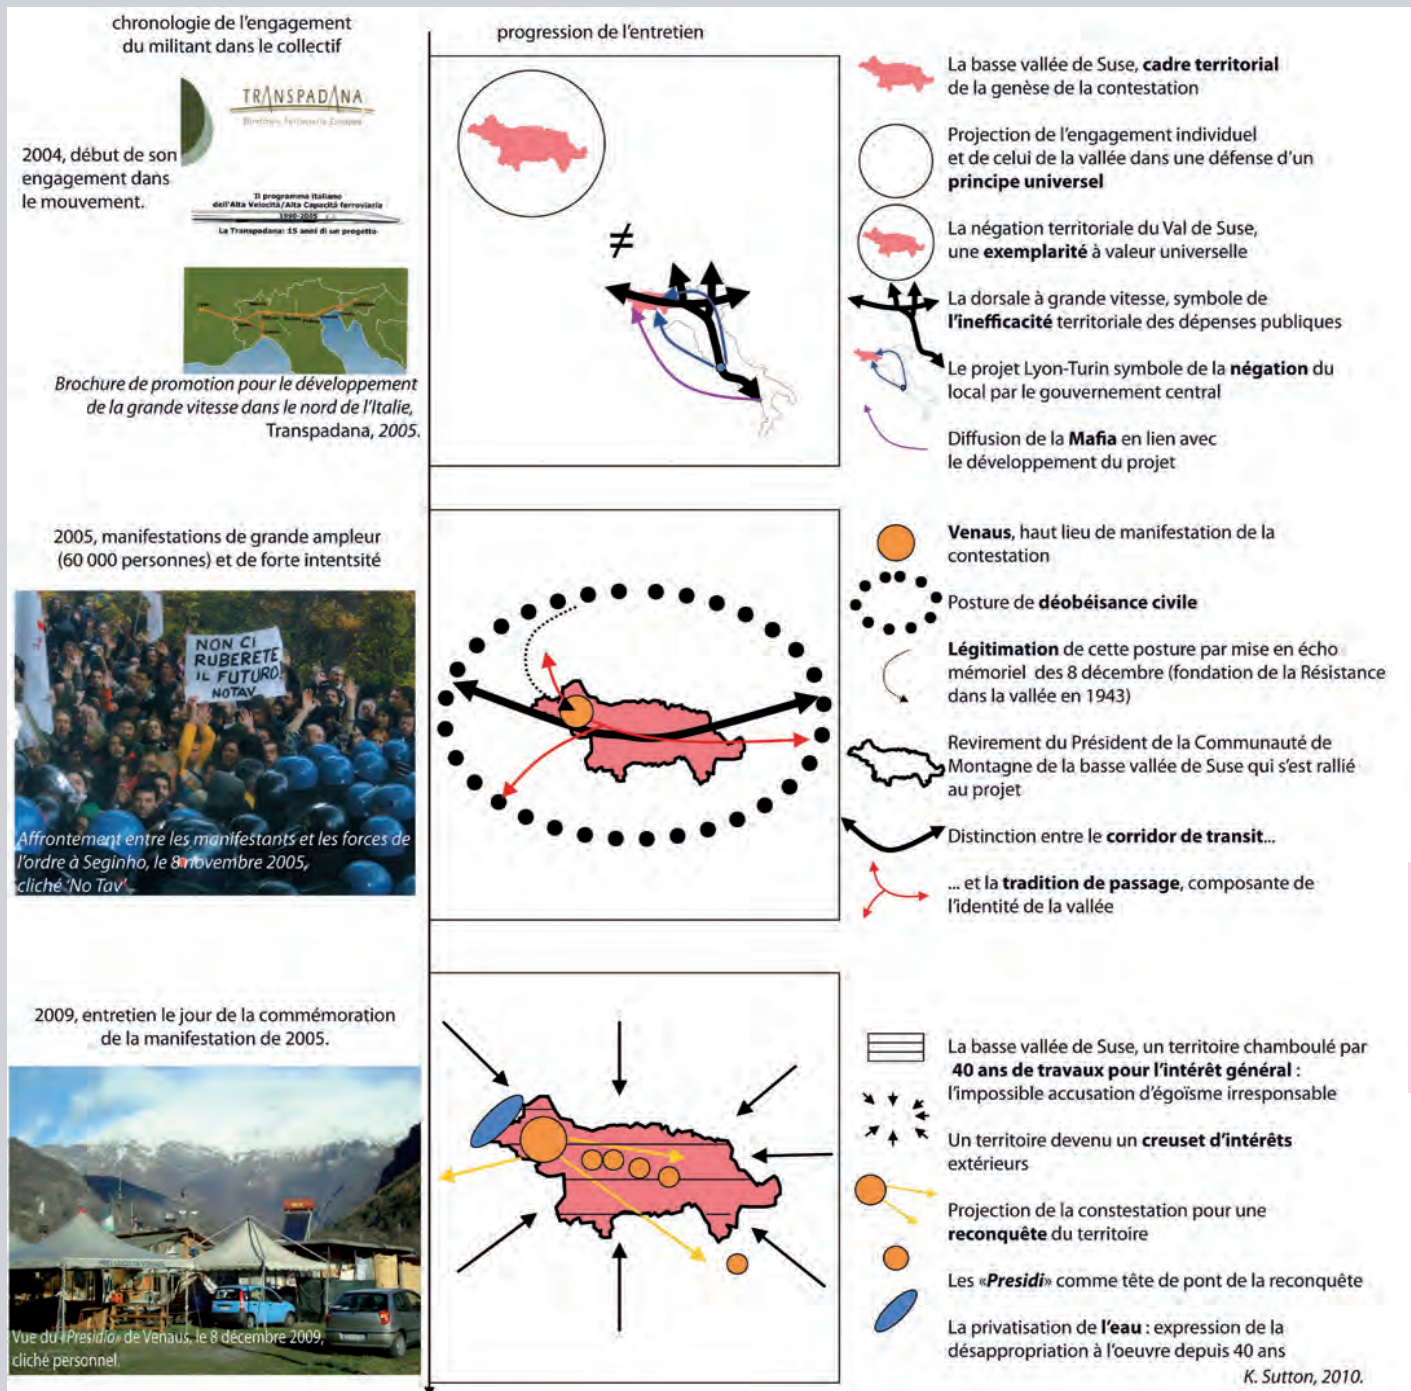 chronologie de l'engagement
du militant dans le collectif
progression de l'entretien
TRANSPADANA
Direttrice Ferroviaria Europea
2004, début de son
engagement dans
le mouvement.
Il programma italiano
dell'Alta Velocità/Alta Capacità ferroviaria
1990-2005
La Transpadana: 15 anni di un progetto
Brochure de promotion pour le développement
de la grande vitesse dans le nord de l'Italie,
Transpadana, 2005.
≠
La basse vallée de Suse, cadre territorial
de la genèse de la contestation
Projection de l'engagement individuel
et de celui de la vallée dans une défense d'un
principe universel
La négation territoriale du Val de Suse,
une exemplarité à valeur universelle
La dorsale à grande vitesse, symbole de
l'inefficacité territoriale des dépenses publiques
Le projet Lyon-Turin symbole de la négation du
local par le gouvernement central
Diffusion de la Mafia en lien avec
le développement du projet
2005, manifestations de grande ampleur
(60 000 personnes) et de forte intentsité
NON CI
RUBERETE
IL FUTURO!
NOTAV
Affrontement entre les manifestants et les forces de
l'ordre à Seginho, le 8 novembre 2005,
cliché 'No Tav'
Venaus, haut lieu de manifestation de la
contestation
Posture de déobéisance civile
Légitimation de cette posture par mise en écho
mémoriel des 8 décembre (fondation de la Résistance
dans la vallée en 1943)
Revirement du Président de la Communauté de
Montagne de la basse vallée de Suse qui s'est rallié
au projet
Distinction entre le corridor de transit...
... et la tradition de passage, composante de
l'identité de la vallée
2009, entretien le jour de la commémoration
de la manifestation de 2005.
Vue du «Presidio» de Venaus, le 8 décembre 2009,
cliché personnel.
La basse vallée de Suse, un territoire chamboulé par
40 ans de travaux pour l'intérêt général :
l'impossible accusation d'égoïsme irresponsable
Un territoire devenu un creuset d'intérêts
extérieurs
Projection de la constestation pour une
reconquête du territoire
Les «Presidi» comme tête de pont de la reconquête
La privatisation de l'eau : expression de la
désappropriation à l'oeuvre depuis 40 ans
K. Sutton, 2010.